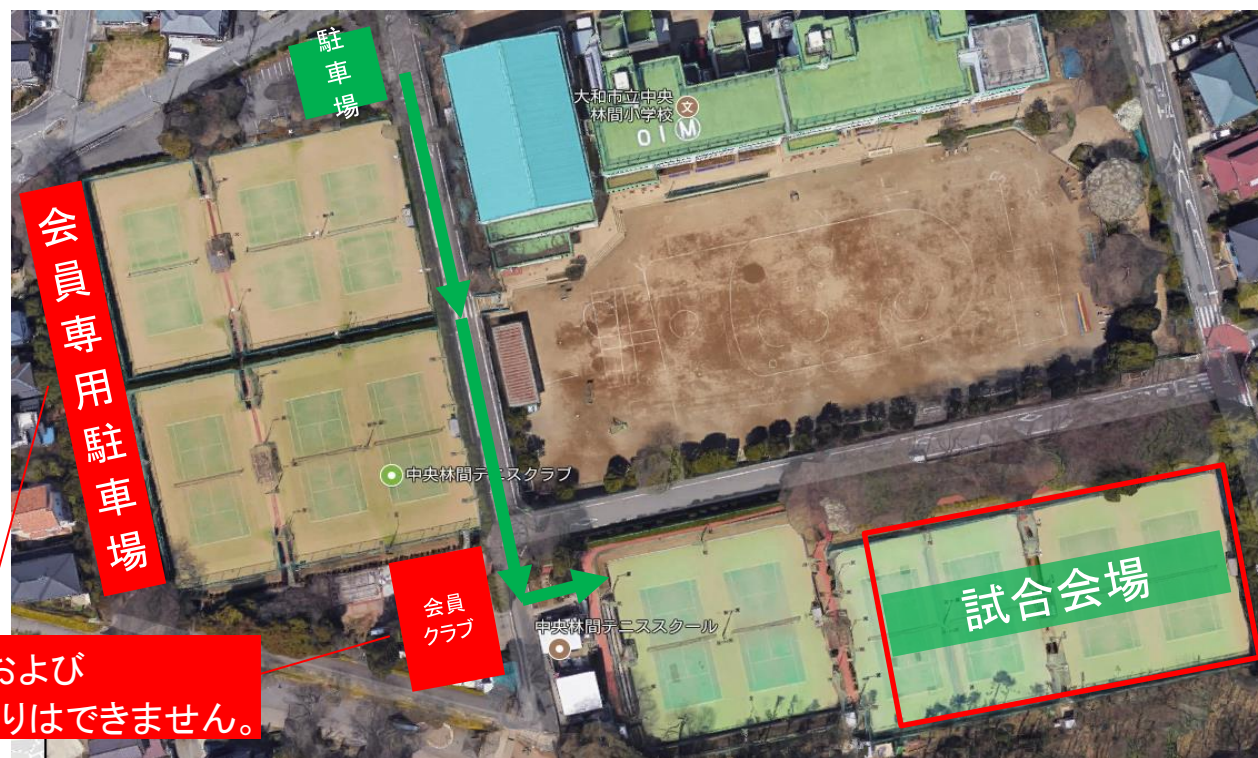 駐車場
大和市立中央
林間小学校
会員専用駐車場
中央林間テニスクラブ
会員
クラブ
試合会場
中央林間テニススクール
および
りはできません。